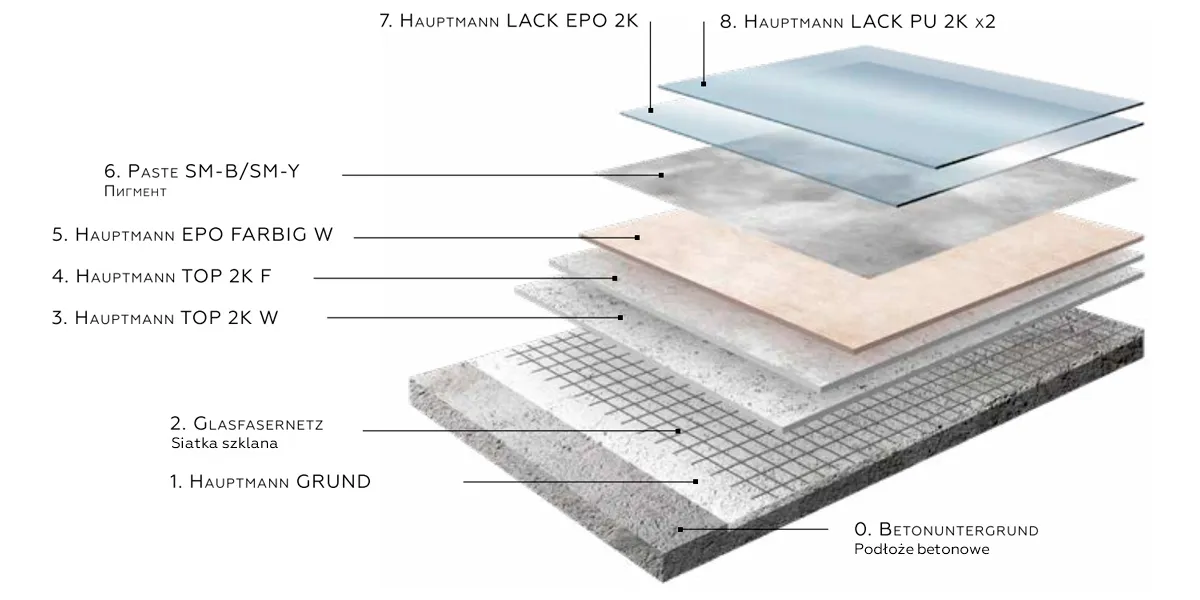 7. Hauptmann LACK EPO 2K
8. Hauptmann LACK PU 2K x2
6. Paste SM-B/SM-Y
Пигмент
5. Hauptmann EPO FARBIG W
4. Hauptmann TOP 2K F
3. Hauptmann TOP 2K W
2. Glasfasernetz
Siatka szklana
1. Hauptmann GRUND
0. Betonuntergrund
Podłoże betonowe